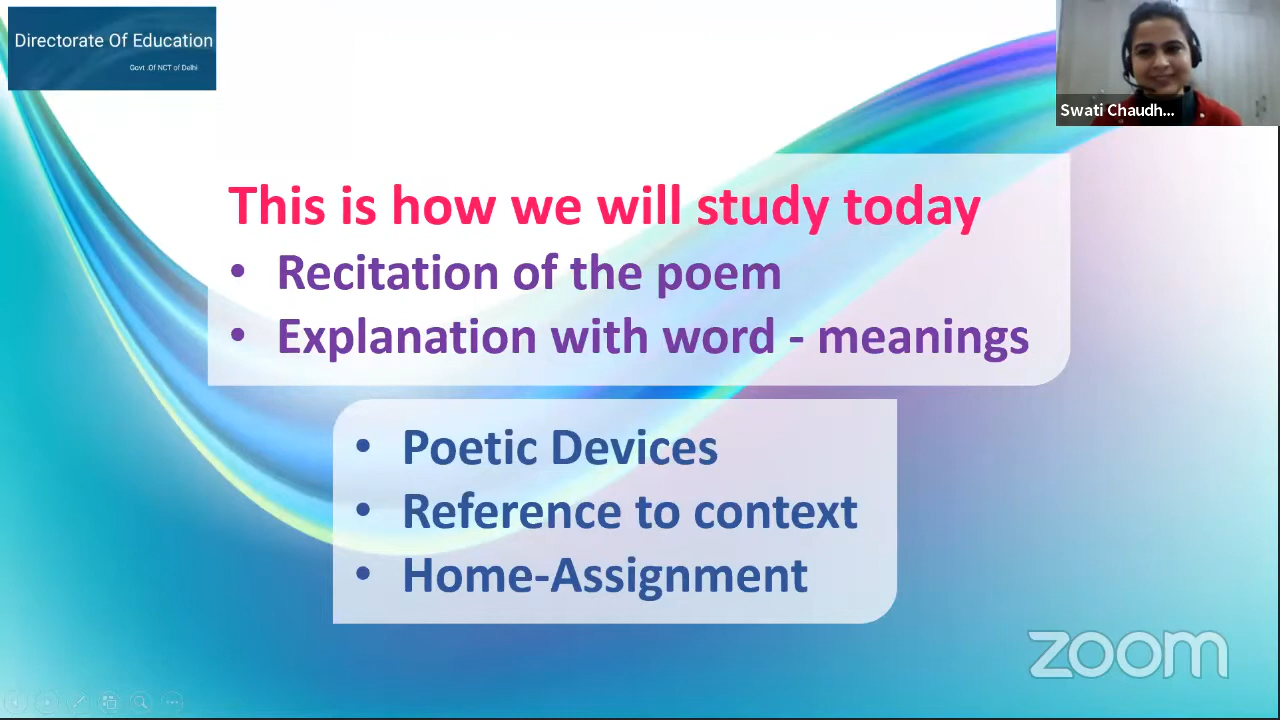 Directorate Of Education
Govt .Of NCT of Delhi
Swati Chaudh...
This is how we will study today
• Recitation of the poem
• Explanation with word - meanings
• Poetic Devices
• Reference to context
• Home-Assignment
zoom